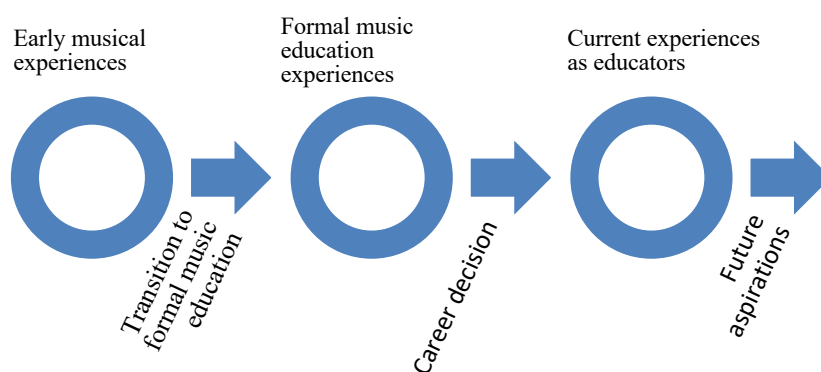 Early musical
experiences
Formal music
education
experiences
Current experiences
as educators
Transition to
formal music
education
Career decision
Future
aspirations